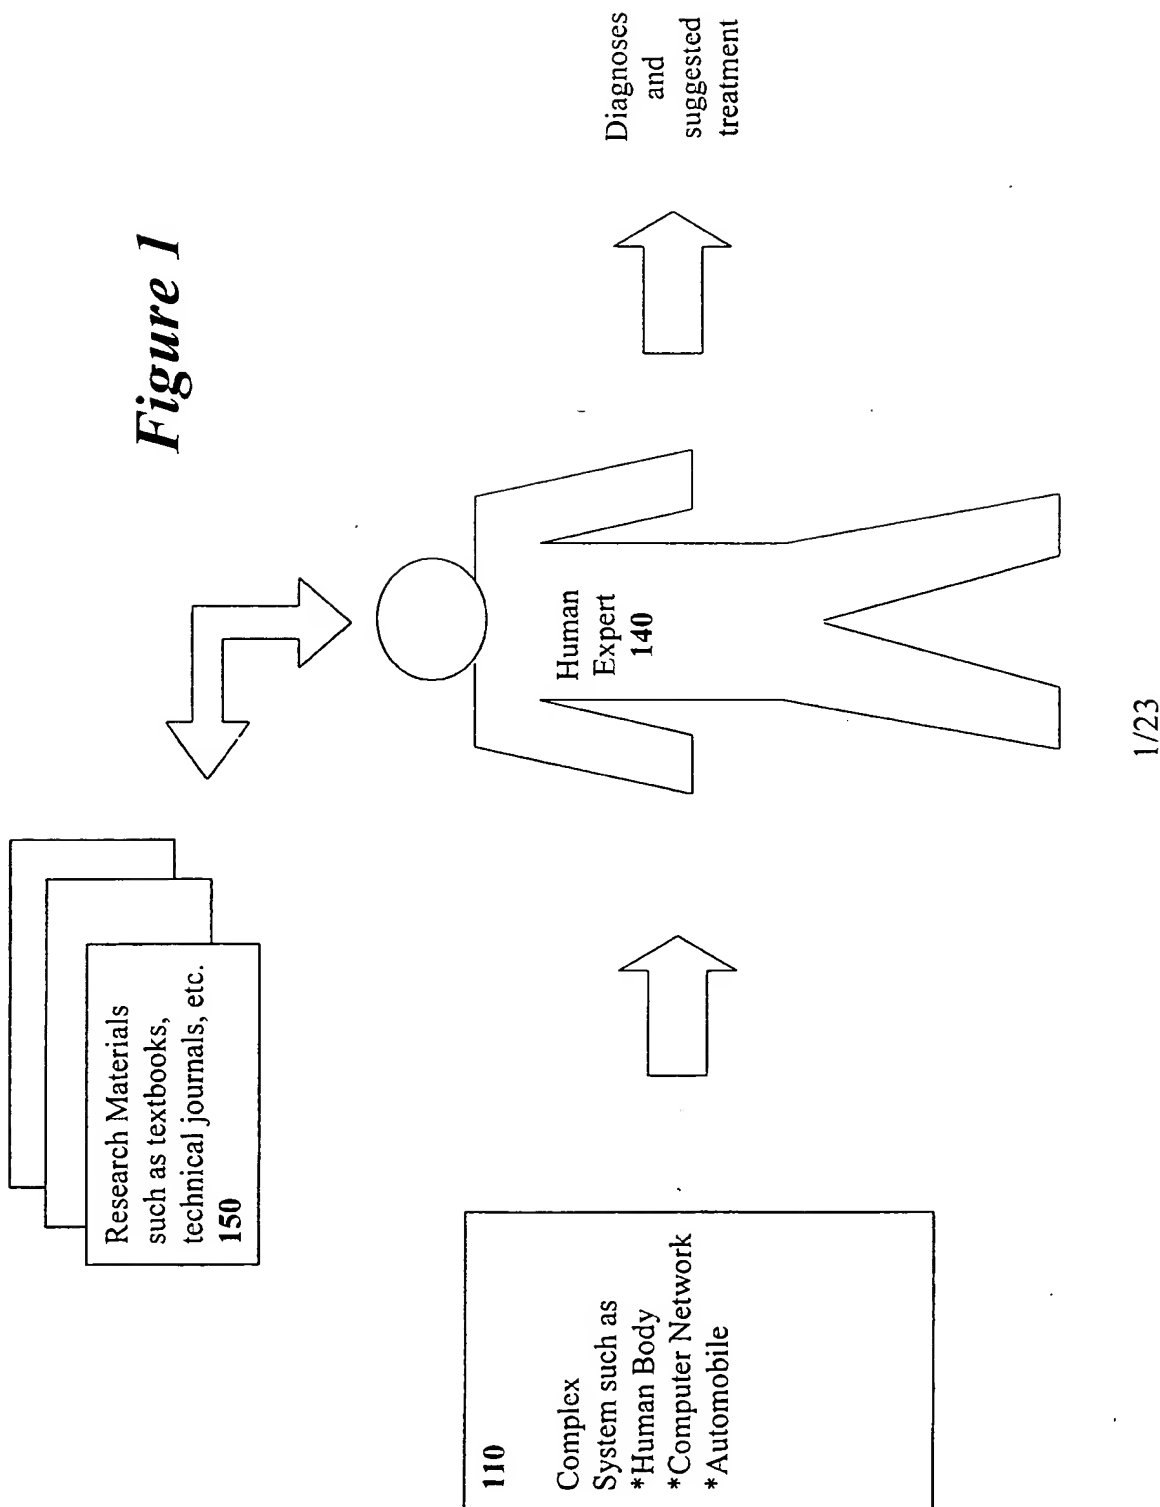 Figure 1
Research Materials
such as textbooks,
technical journals, etc.
150
110
Complex
System such as
*Human Body
*Computer Network
*Automobile
Human
Expert
140
Diagnoses
and
suggested
treatment
1/23